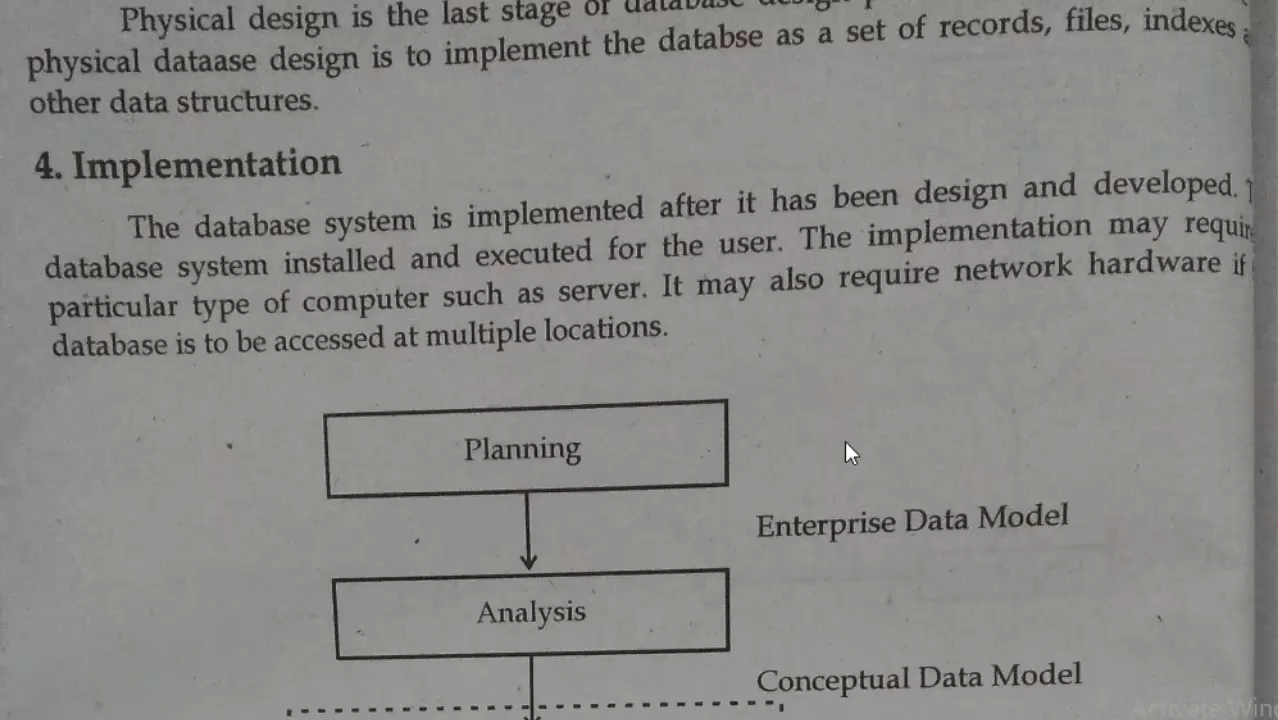 Physical design is the last stage of database
physical dataase design is to implement the databse as a set of records, files, indexes
other data structures.
4. Implementation
The database system is implemented after it has been design and developed.
database system installed and executed for the user. The implementation may require
particular type of computer such as server. It may also require network hardware if
database is to be accessed at multiple locations.
Planning
Enterprise Data Model
Analysis
Conceptual Data Model